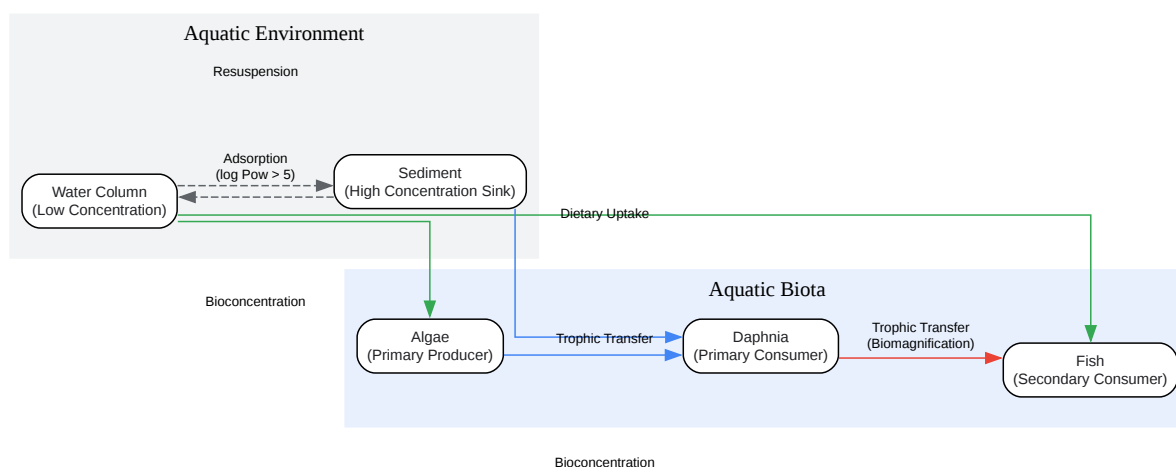 Aquatic Environment
Resuspension
Adsorption
(log Pow > 5)
Sediment
(High Concentration Sink)
Water Column
(Low Concentration)
Dietary Uptake
Bioconcentration
Aquatic Biota
Algae
(Primary Producer)
Trophic Transfer
Daphnia
(Primary Consumer)
Trophic Transfer
(Biomagnification)
Fish
(Secondary Consumer)
Bioconcentration